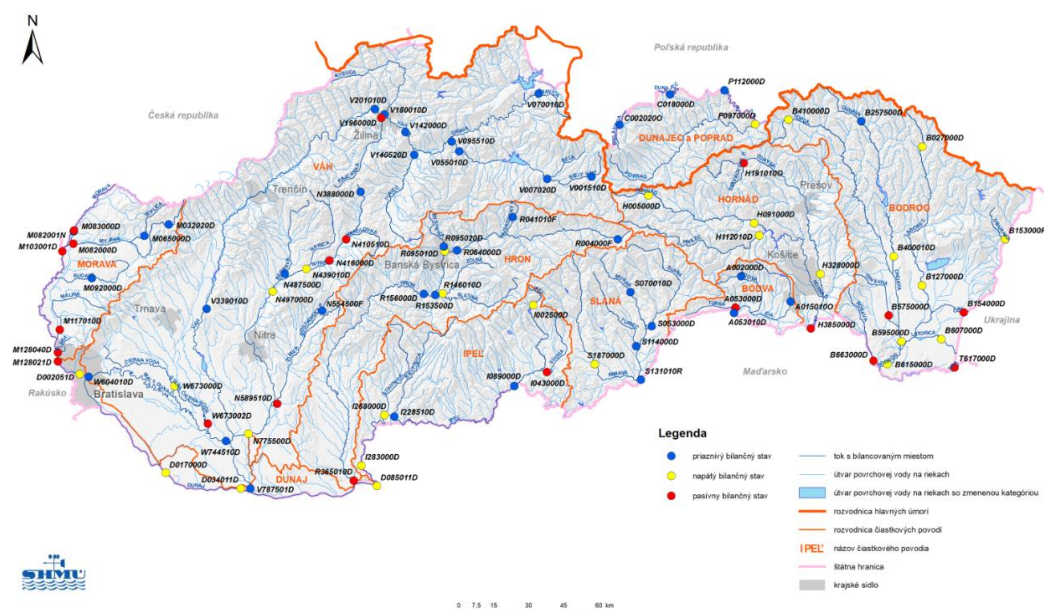 N
Poľská republika
Česká republika
P112000D
C018000D
V070010D
V201010D
V180010D
V196000D
Žilina
V142000D
C002020O
P097000D
B410000D
B257500D
DUNAJEC a POPRAD
B027000D
V095510D
V055010D
V140520D
VÁH
H191010O
Trenčín
N388000D
V007020D
V001510D
HORNÁD
Prešov
H005000D
BODROG
M083000D
M032020D
M082001N
M103001D
M065000D
M082000D
MORAVA
R041010F
H091000D
H112010D
B153000R
N410510D
R095020D
R004000F
N418000D
R095010D
R064000D
HRON
Banská Bystrica
B400010D
Košice
N439010D
M092000D
N487500D
A002000D
H328000D
B127000D
R146010D
R156000D
R153500D
S070010D
BODVA
N497000D
SLANÁ
A015010O
V339010D
N554500F
I002500D
A053000D
A053010D
B575000D
B154000D
Trnava
M117010D
S053000D
H385000D
Ukrajina
Nitra
S114000D
B595000D
B607000D
M128040D
IPEĽ
M128021D
S187000D
B663000D
B615000D
T617000D
D002051D
W604010D
I089000D
I043000D
S131010R
Maďarsko
Rakúsko
Bratislava
W673000D
N589510D
I268000D
I228510D
W673002D
N775500D
W744510D
I283000D
D017000D
R365010D
D085011D
DUNAJ
D034011D
V787501D
Legenda
priaznivý bilančný stav
napätý bilančný stav
pasívny bilančný stav
tok s bilancovaným miestom
útvar povrchovej vody na riekach
útvar povrchovej vody na riekach so zmenenou kategóriou
rozvodnica hlavných úmorí
rozvodnica čiastkových povodí
IPEĽ názov čiastkového povodia
štátna hranica
krajské sídlo
SHMÚ
0 7,5 15 30 45 60 km